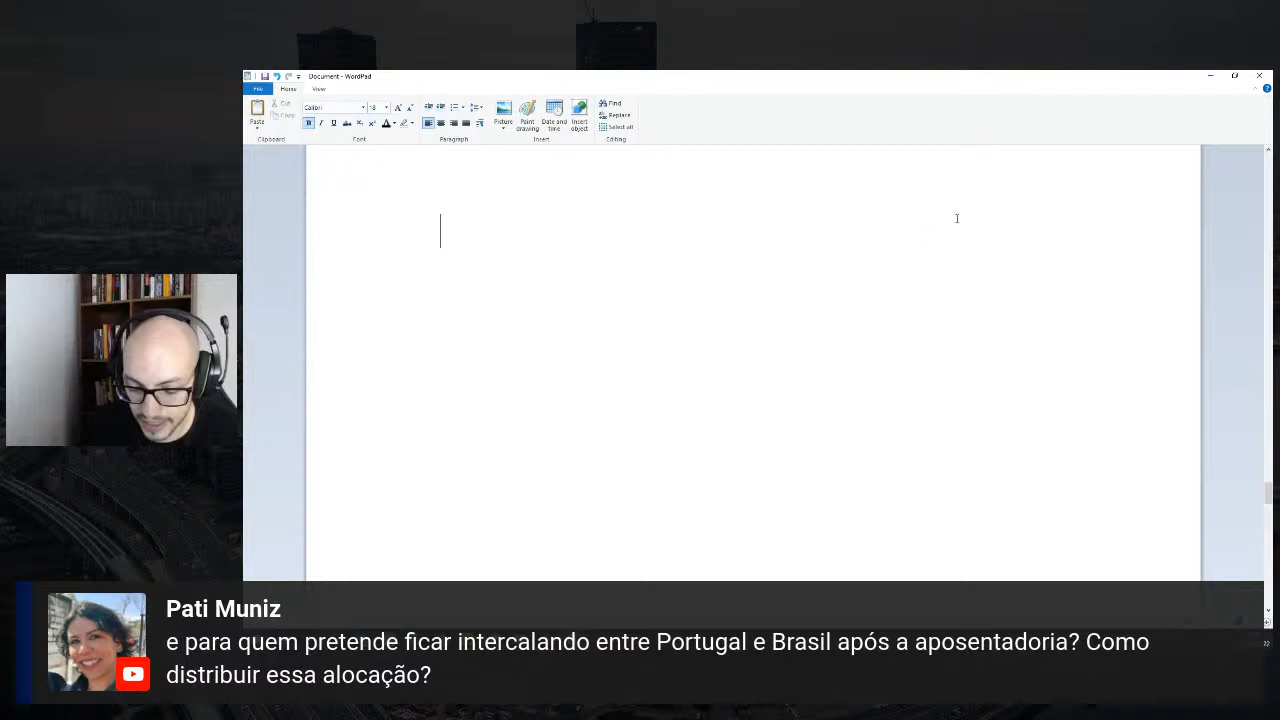 Document - WordPad
File Home View
Paste Cut Copy Clipboard
Calibri 18 Font
Paragraph
Picture Paint drawing Date and time Insert object Insert
Find
Replace
Select all
Editing
Pati Muniz
e para quem pretende ficar intercalando entre Portugal e Brasil após a aposentadoria? Como
distribuir essa alocação?